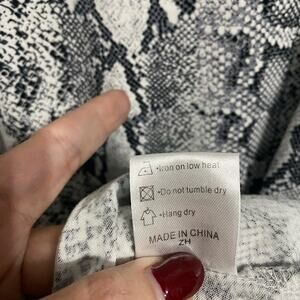 •Iron on low heat
•Do not tumble dry
•Hang dry
MADE IN CHINA
ZH